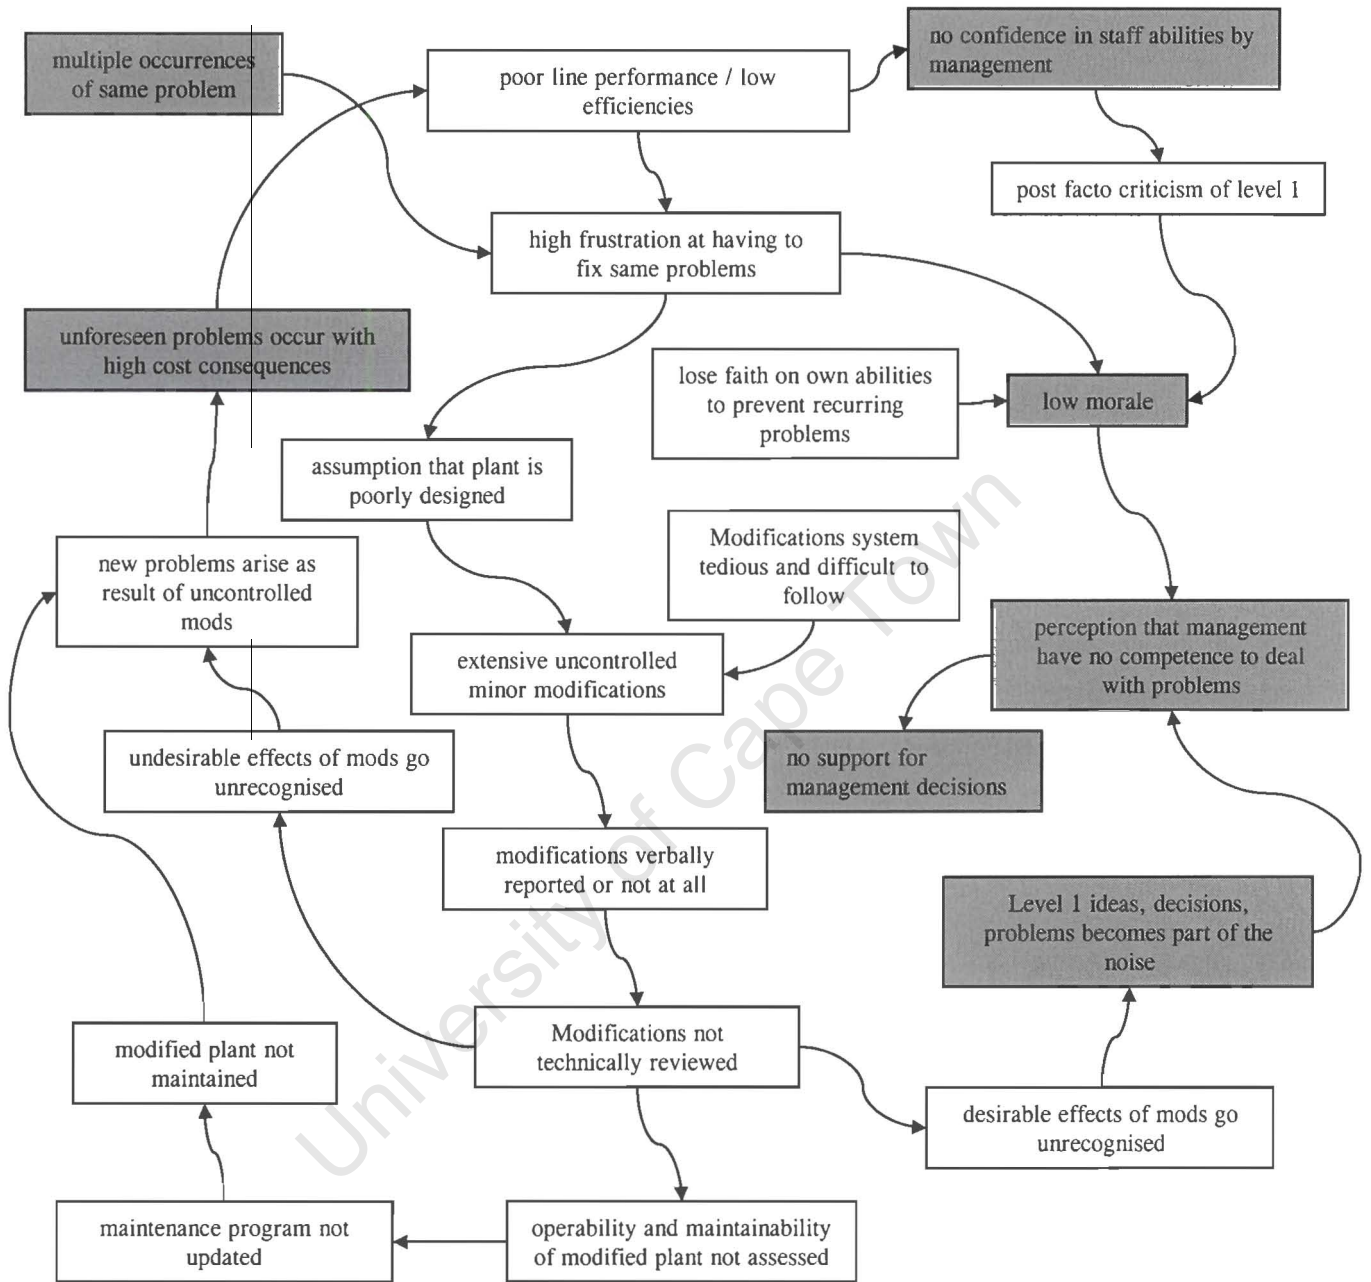 multiple occurrences
of same problem
poor line performance / low
efficiencies
no confidence in staff abilities by
management
post facto criticism of level 1
high frustration at having to
fix same problems
unforeseen problems occur with
high cost consequences
lose faith on own abilities
to prevent recurring
problems
low morale
assumption that plant is
poorly designed
Modifications system
tedious and difficult to
follow
new problems arise as
result of uncontrolled
mods
extensive uncontrolled
minor modifications
perception that management
have no competence to deal
with problems
undesirable effects of mods go
unrecognised
no support for
management decisions
modifications verbally
reported or not at all
Level 1 ideas, decisions,
problems becomes part of the
noise
Modifications not
technically reviewed
modified plant not
maintained
desirable effects of mods go
unrecognised
maintenance program not
updated
operability and maintainability
of modified plant not assessed
University of Cape Town